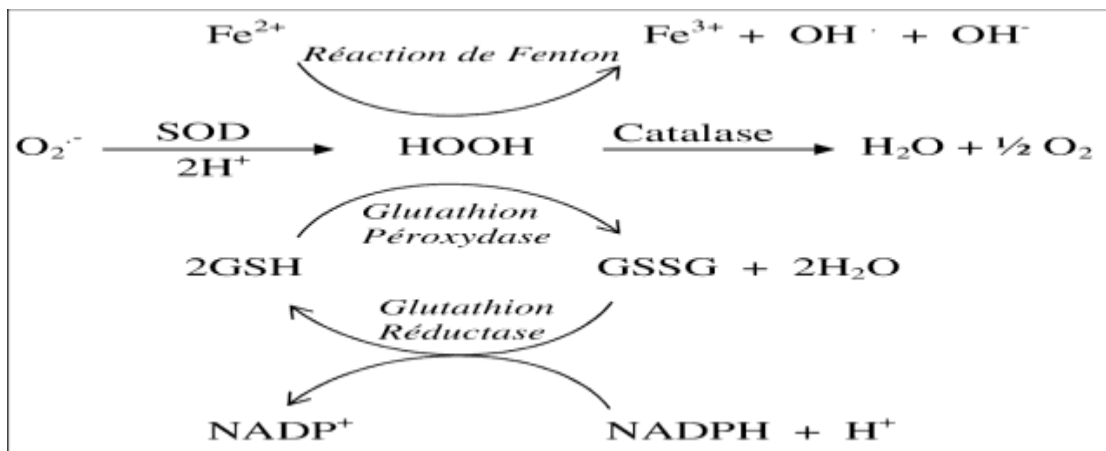 Fe²⁺ Fe³⁺ + OH · + OH⁻
Réaction de Fenton
O₂·⁻ SOD HOOH Catalase H₂O + ½ O₂
2H⁺
Glutathion
Péroxydase
2GSH GSSG + 2H₂O
Glutathion
Réductase
NADP⁺ NADPH + H⁺